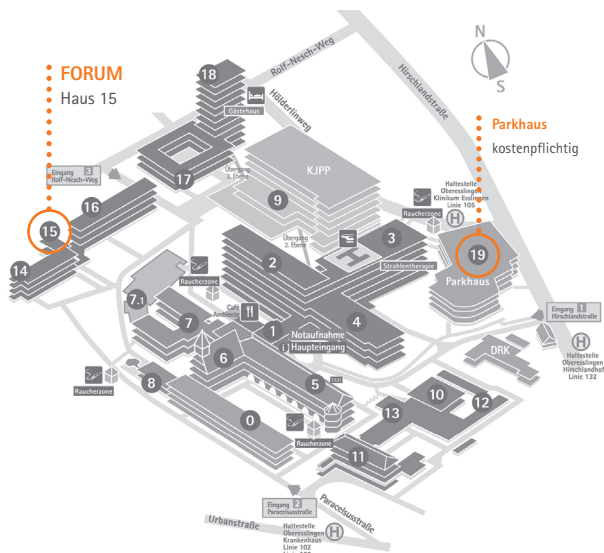 FORUM
Haus 15
18
Rolf-Nesch-Weg
Gästehaus
Hölderlinweg
Hirschlandstraße
N
S
Parkhaus
kostenpflichtig
Eingang 3
Rolf-Nesch-Weg
17
Übergang
2. Ebene
KJPP
9
16
15
14
Haltestelle
Oberesslingen
Klinikum Esslingen
Linie 105
H
Raucherzone
3
19
Parkhaus
Übergang
2. Ebene
H
Strahlentherapie
2
7.1
Raucherzone
7
Café
Ambiente
1
Notaufnahme
i Haupteingang
4
Eingang 1
Hirschlandstraße
H
Haltestelle
Oberesslingen
Hirschlandhof
Linie 132
DRK
6
5
TAXI
8
Raucherzone
0
Raucherzone
10
12
13
11
Eingang 2
Paracelsusstraße
Paracelsusstraße
Urbanstraße
Haltestelle
Oberesslingen
Krankenhaus
Linie 102
H